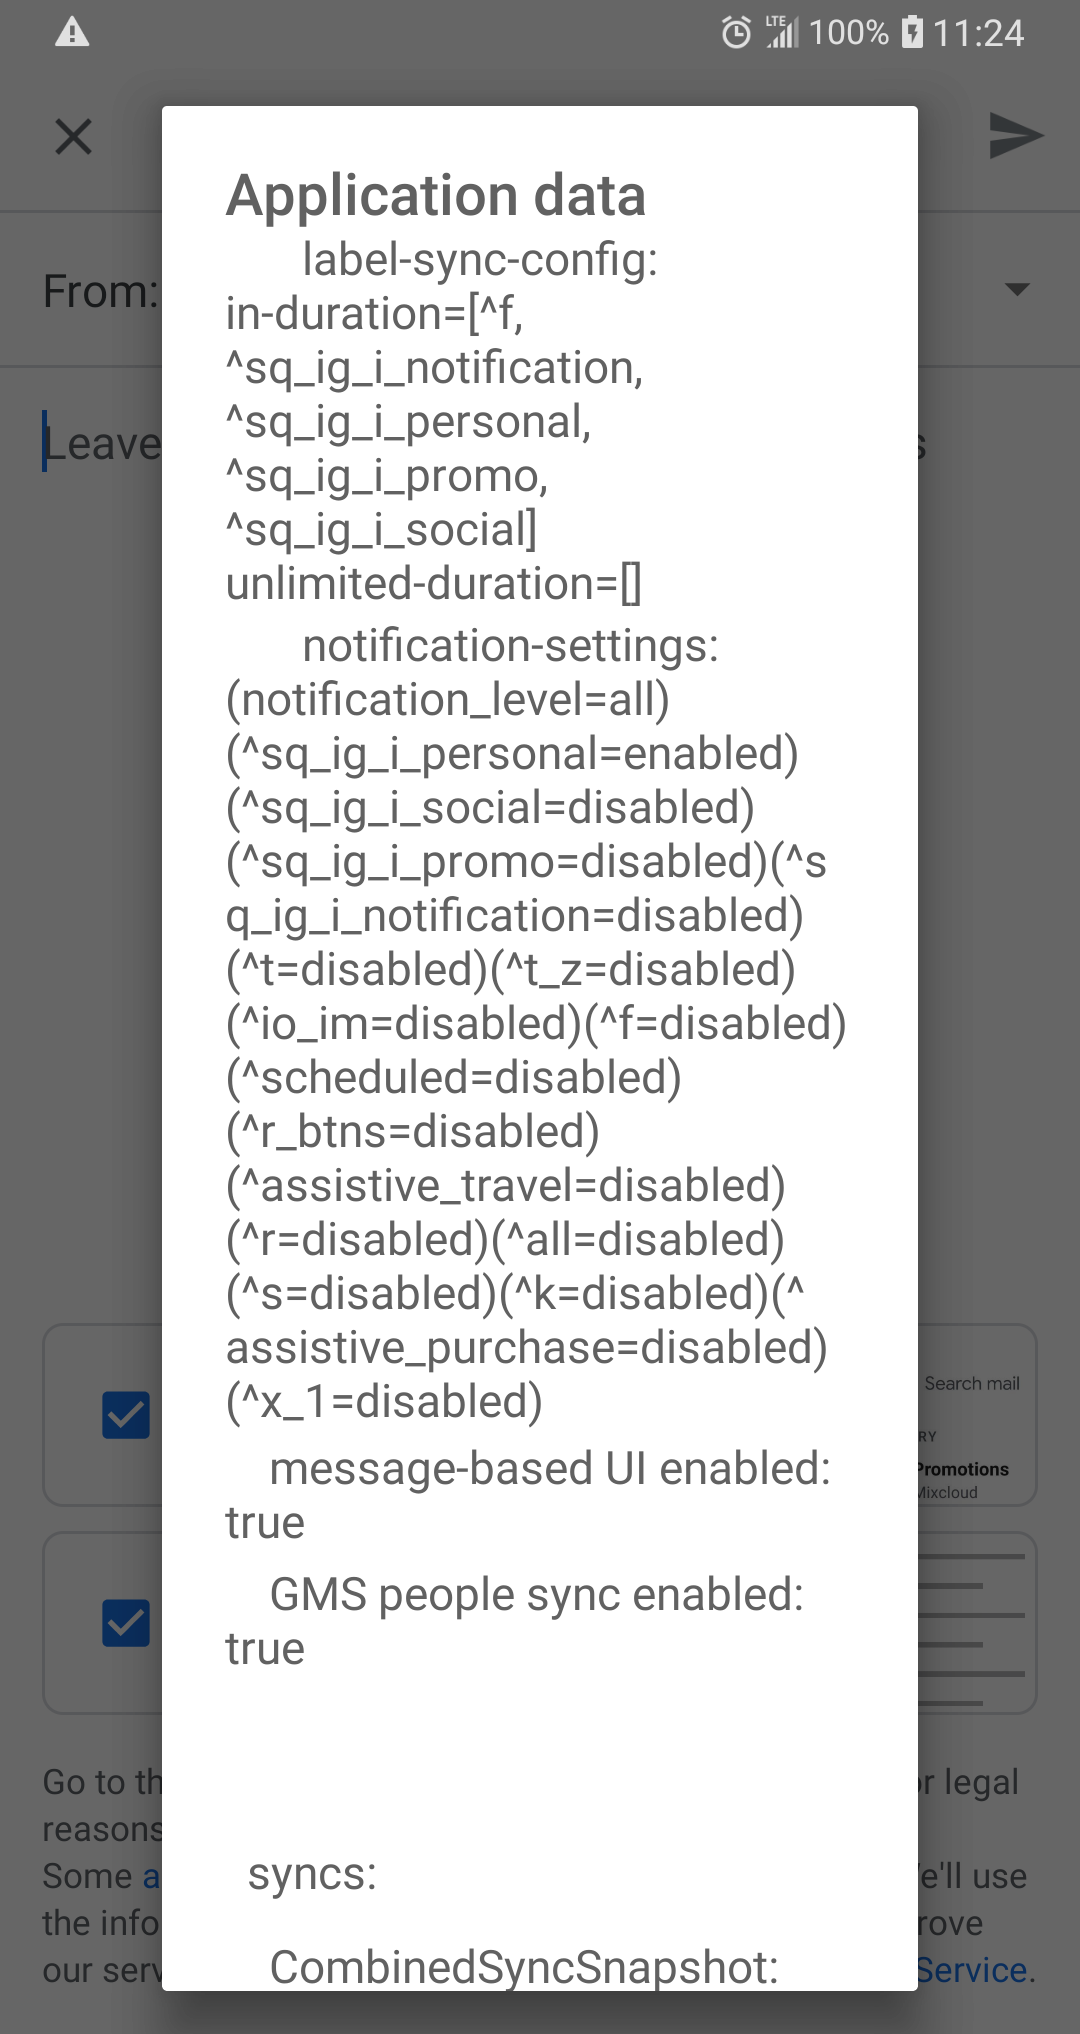 LTE 100% 11:24
Application data
From:
label-sync-config:
in-duration=[^f,
^sq_ig_i_notification,
^sq_ig_i_personal,
Leave
^sq_ig_i_promo,
^sq_ig_i_social]
unlimited-duration=[]
notification-settings:
(notification_level=all)
(^sq_ig_i_personal=enabled)
(^sq_ig_i_social=disabled)
(^sq_ig_i_promo=disabled)(^s
q_ig_i_notification=disabled)
(^t=disabled)(^t_z=disabled)
(^io_im=disabled)(^f=disabled)
(^scheduled=disabled)
(^r_btns=disabled)
(^assistive_travel=disabled)
(^r=disabled)(^all=disabled)
(^s=disabled)(^k=disabled)(^
assistive_purchase=disabled)
(^x_1=disabled)
Search mail
RY
Promotions
Mixcloud
message-based UI enabled:
true
GMS people sync enabled:
true
Go to th
r legal
reasons
syncs:
Some a
e'll use
the info
rove
CombinedSyncSnapshot:
our serv
Service.